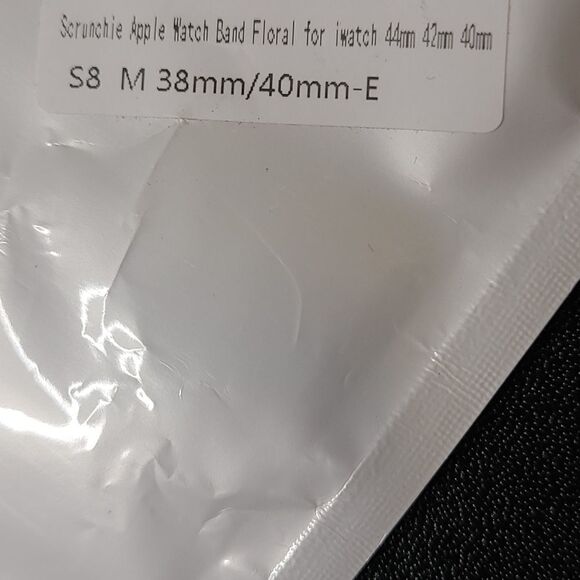 Scrunchie Apple Watch Band Floral for iwatch 44mm 42mm 40mm
S8 M 38mm/40mm-E